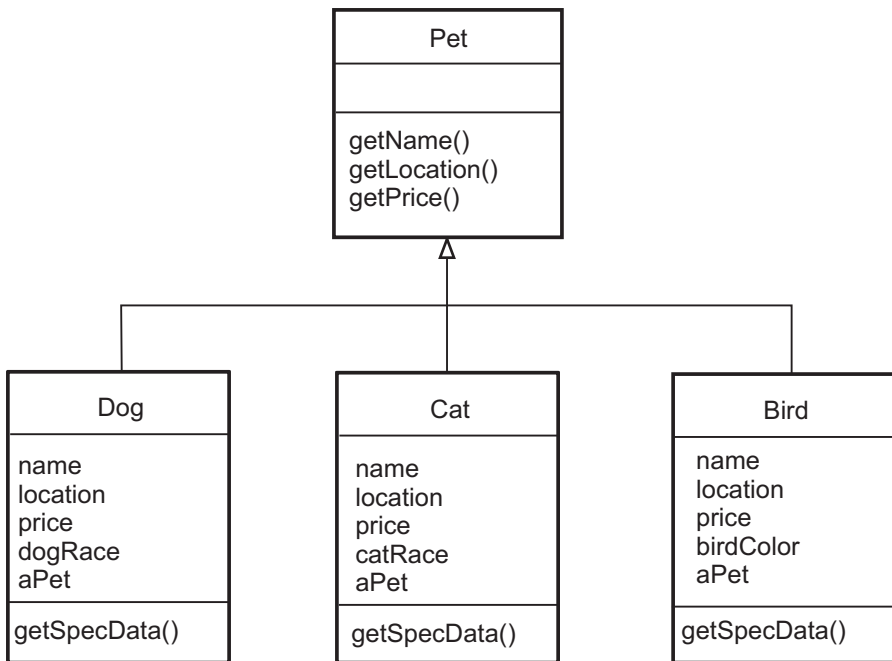 Pet
getName()
getLocation()
getPrice()
Dog
name
location
price
dogRace
aPet
getSpecData()
Cat
name
location
price
catRace
aPet
getSpecData()
Bird
name
location
price
birdColor
aPet
getSpecData()